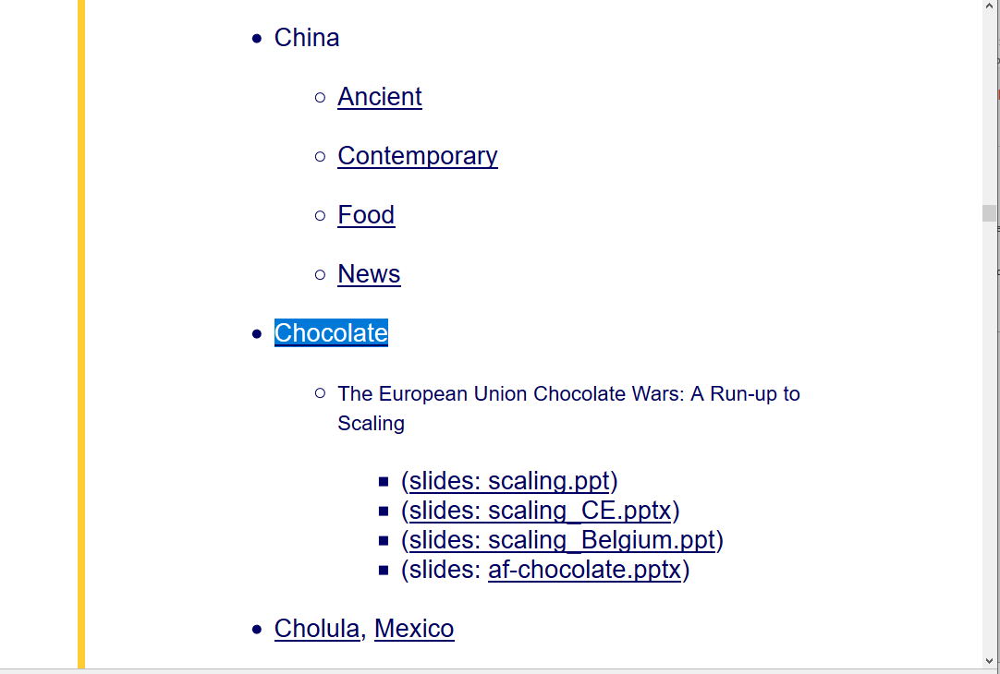 China
Ancient
Contemporary
Food
News
Chocolate
The European Union Chocolate Wars: A Run-up to
Scaling
(slides: scaling.ppt)
(slides: scaling_CE.pptx)
(slides: scaling_Belgium.ppt)
(slides: af-chocolate.pptx)
Cholula, Mexico